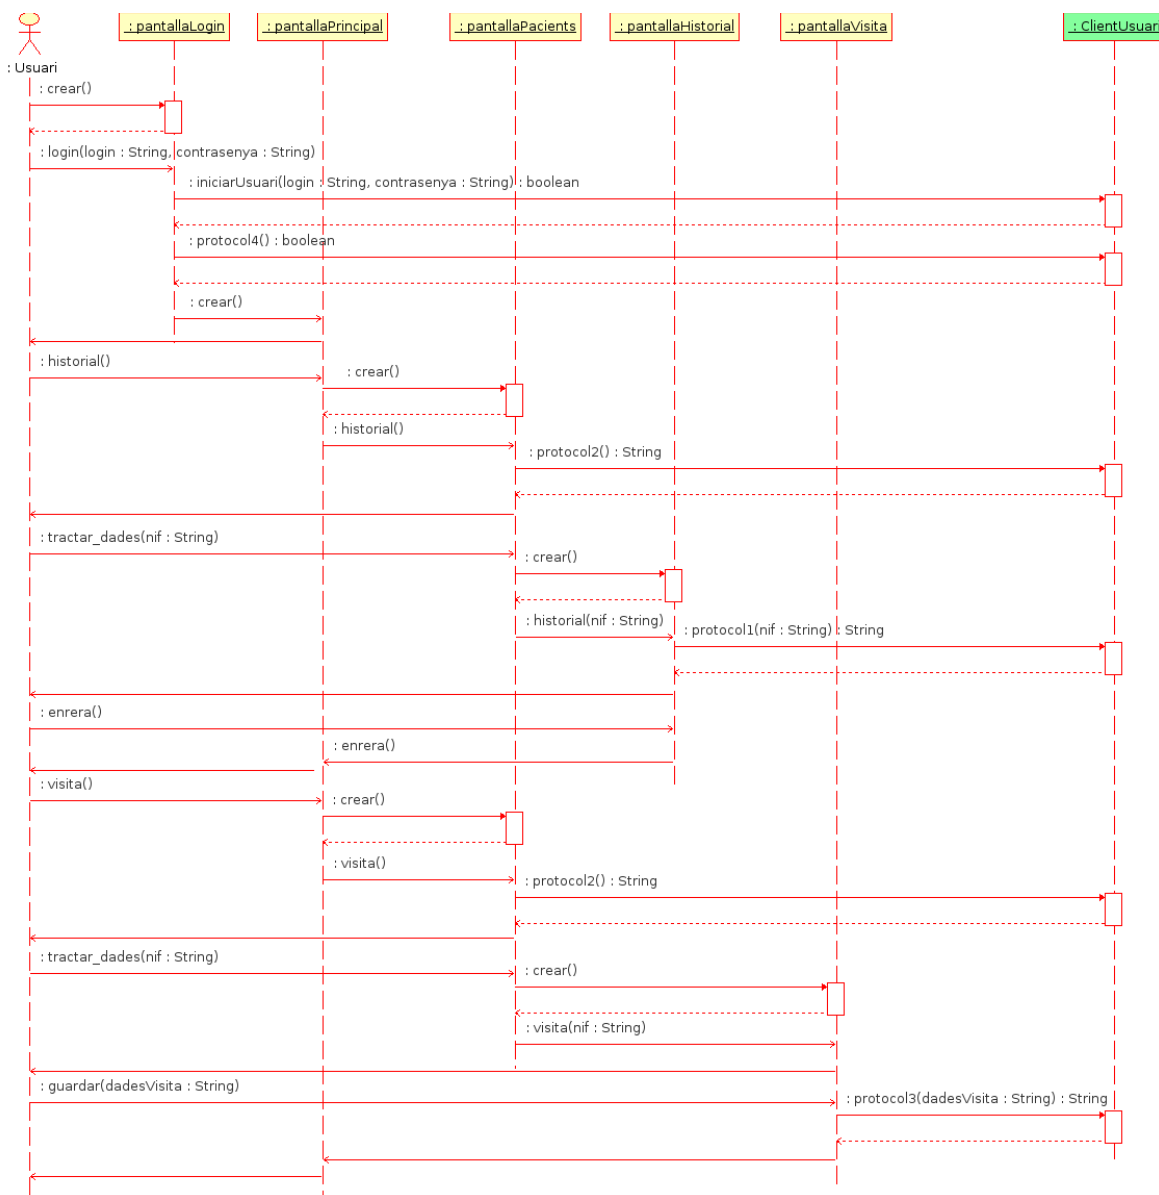 : pantallaLogin
: pantallaPrincipal
: pantallaPacients
: pantallaHistorial
: pantallaVisita
: ClientUsuari
: Usuari
: crear()
: login(login : String, contrasenya : String)
: iniciarUsuari(login : String, contrasenya : String) : boolean
: protocol4() : boolean
: crear()
: historial()
: crear()
: historial()
: protocol2() : String
: tractar_dades(nif : String)
: crear()
: historial(nif : String)
: protocol1(nif : String) : String
: enrera()
: enrera()
: visita()
: crear()
: visita()
: protocol2() : String
: tractar_dades(nif : String)
: crear()
: visita(nif : String)
: guardar(dadesVisita : String)
: protocol3(dadesVisita : String) : String